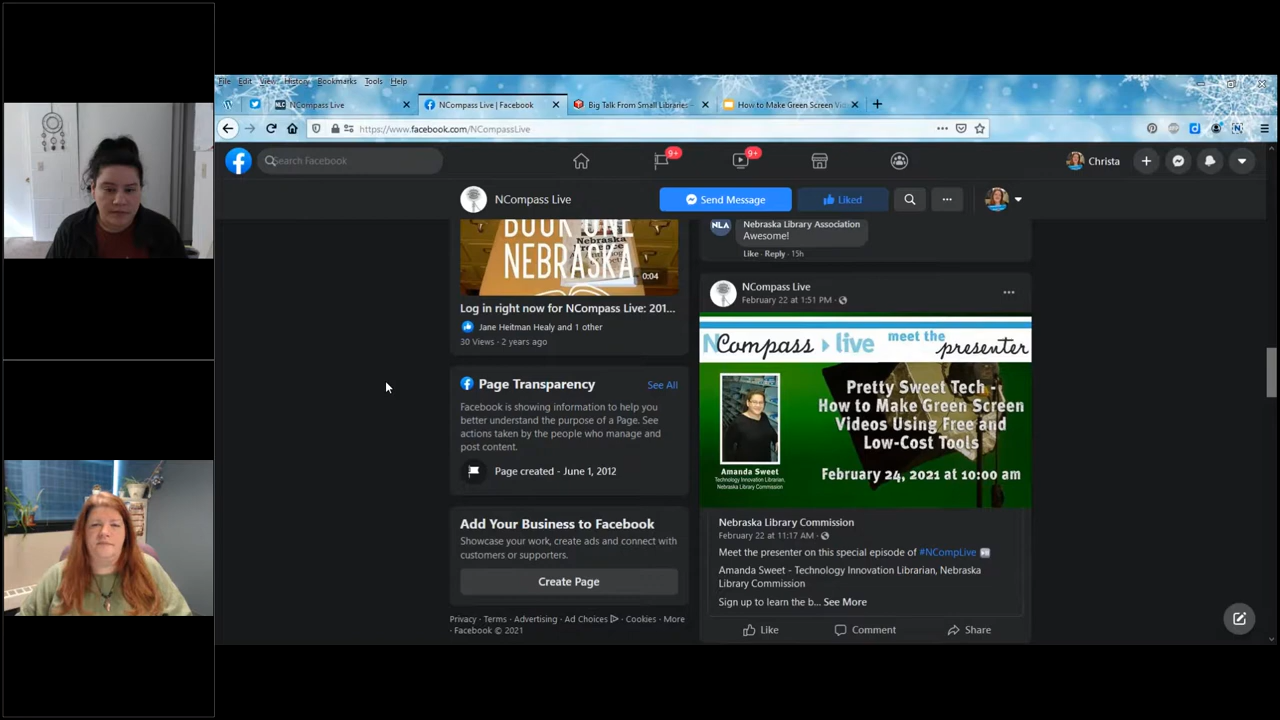 File Edit View History Bookmarks Tools Help
NLC NCompass Live
NCompass Live | Facebook
Big Talk From Small Libraries
How to Make Green Screen Vid
https://www.facebook.com/NCompassLive
Search Facebook
9+
9+
Christa
NCompass Live
Send Message
Liked
BOOK ONE
NEBRASKA
0:04
Log in right now for NCompass Live: 201...
Jane Heitman Healy and 1 other
30 Views · 2 years ago
Page Transparency
See All
Facebook is showing information to help you
better understand the purpose of a Page. See
actions taken by the people who manage and
post content.
Page created - June 1, 2012
Add Your Business to Facebook
Showcase your work, create ads and connect with
customers or supporters.
Create Page
Privacy · Terms · Advertising · Ad Choices · Cookies · More
· Facebook © 2021
NLA
Nebraska Library Association
Awesome!
Like · Reply · 15h
NCompass Live
February 22 at 1:51 PM ·
NCompass live meet the presenter
Pretty Sweet Tech -
How to Make Green Screen
Videos Using Free and
Low-Cost Tools
February 24, 2021 at 10:00 am
Amanda Sweet
Technology Innovation Librarian,
Nebraska Library Commission
Nebraska Library Commission
February 22 at 11:17 AM ·
Meet the presenter on this special episode of #NCompLive
Amanda Sweet - Technology Innovation Librarian, Nebraska
Library Commission
Sign up to learn the b... See More
Like
Comment
Share